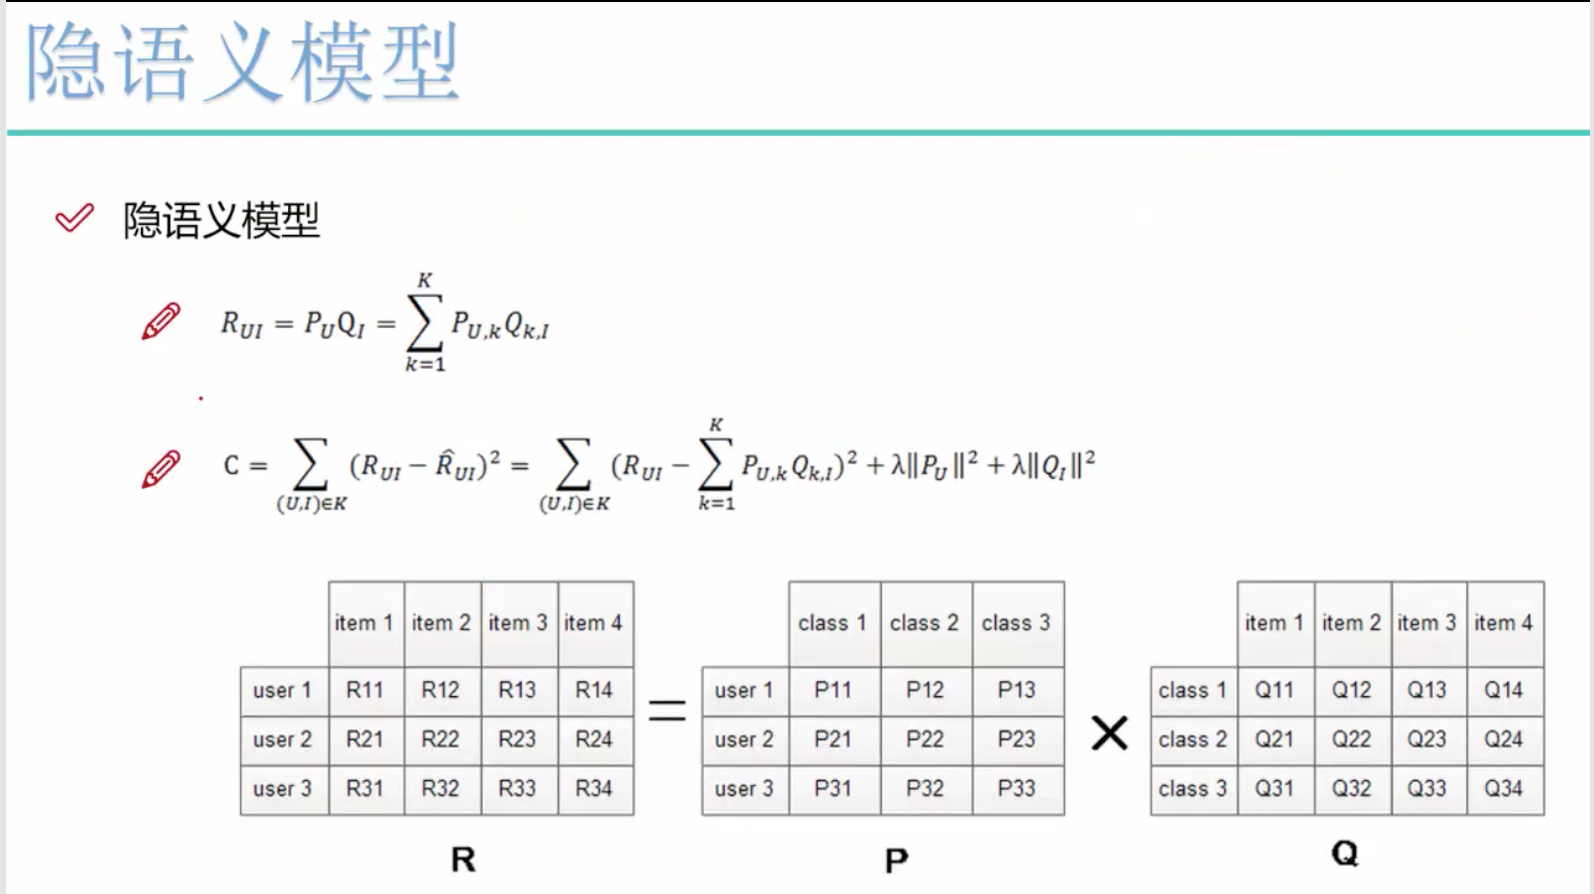 隐语义模型
隐语义模型
R_{UI} = P_U Q_I = \sum_{k=1}^{K} P_{U,k} Q_{k,I}
C = \sum_{(U,I)∈K} (R_{UI} − \hat{R}_{UI})^2 = \sum_{(U,I)∈K} (R_{UI} − \sum_{k=1}^{K} P_{U,k} Q_{k,I})^2 + λ‖P_U‖^2 + λ‖Q_I‖^2
item 1 item 2 item 3 item 4
user 1 R11 R12 R13 R14
user 2 R21 R22 R23 R24
user 3 R31 R32 R33 R34
R
=
class 1 class 2 class 3
user 1 P11 P12 P13
user 2 P21 P22 P23
user 3 P31 P32 P33
P
×
item 1 item 2 item 3 item 4
class 1 Q11 Q12 Q13 Q14
class 2 Q21 Q22 Q23 Q24
class 3 Q31 Q32 Q33 Q34
Q